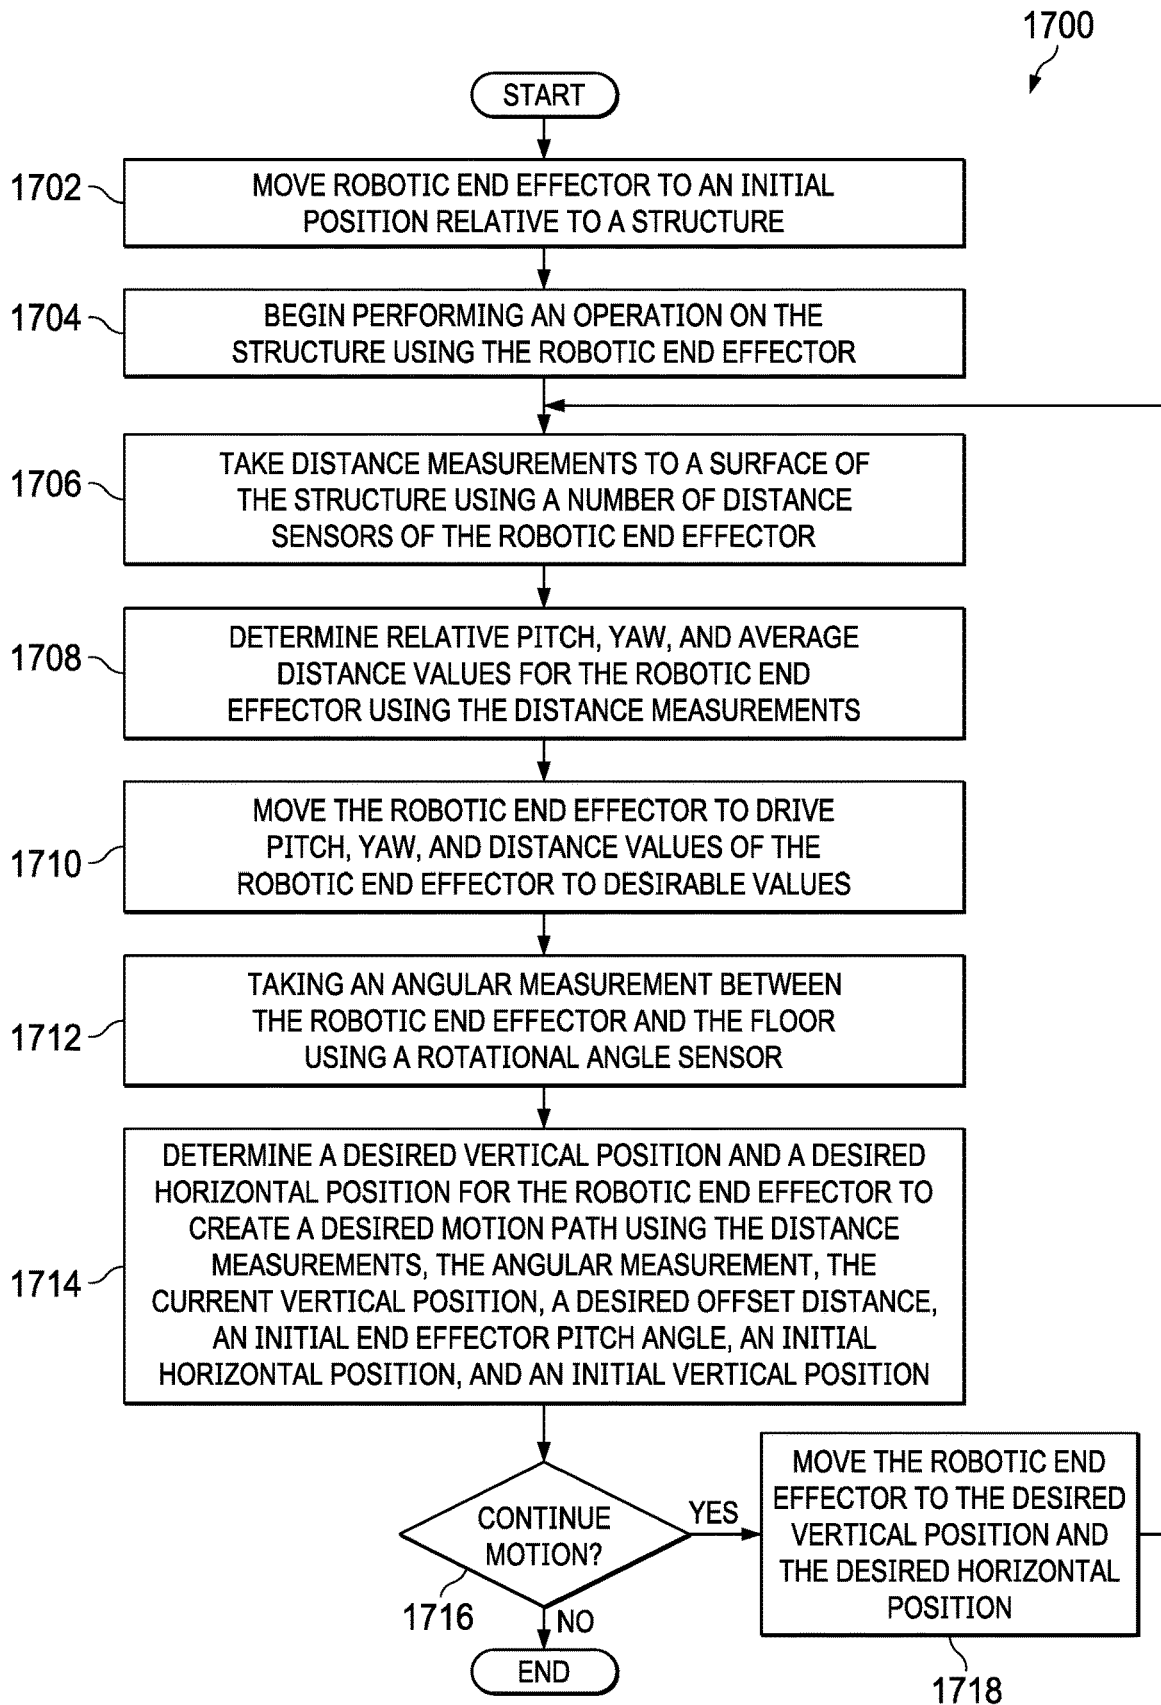 1700
START
1702
MOVE ROBOTIC END EFFECTOR TO AN INITIAL
POSITION RELATIVE TO A STRUCTURE
1704
BEGIN PERFORMING AN OPERATION ON THE
STRUCTURE USING THE ROBOTIC END EFFECTOR
1706
TAKE DISTANCE MEASUREMENTS TO A SURFACE OF
THE STRUCTURE USING A NUMBER OF DISTANCE
SENSORS OF THE ROBOTIC END EFFECTOR
1708
DETERMINE RELATIVE PITCH, YAW, AND AVERAGE
DISTANCE VALUES FOR THE ROBOTIC END
EFFECTOR USING THE DISTANCE MEASUREMENTS
1710
MOVE THE ROBOTIC END EFFECTOR TO DRIVE
PITCH, YAW, AND DISTANCE VALUES OF THE
ROBOTIC END EFFECTOR TO DESIRABLE VALUES
1712
TAKING AN ANGULAR MEASUREMENT BETWEEN
THE ROBOTIC END EFFECTOR AND THE FLOOR
USING A ROTATIONAL ANGLE SENSOR
1714
DETERMINE A DESIRED VERTICAL POSITION AND A DESIRED
HORIZONTAL POSITION FOR THE ROBOTIC END EFFECTOR TO
CREATE A DESIRED MOTION PATH USING THE DISTANCE
MEASUREMENTS, THE ANGULAR MEASUREMENT, THE
CURRENT VERTICAL POSITION, A DESIRED OFFSET DISTANCE,
AN INITIAL END EFFECTOR PITCH ANGLE, AN INITIAL
HORIZONTAL POSITION, AND AN INITIAL VERTICAL POSITION
CONTINUE
MOTION?
1716
YES
NO
MOVE THE ROBOTIC END
EFFECTOR TO THE DESIRED
VERTICAL POSITION AND
THE DESIRED HORIZONTAL
POSITION
1718
END